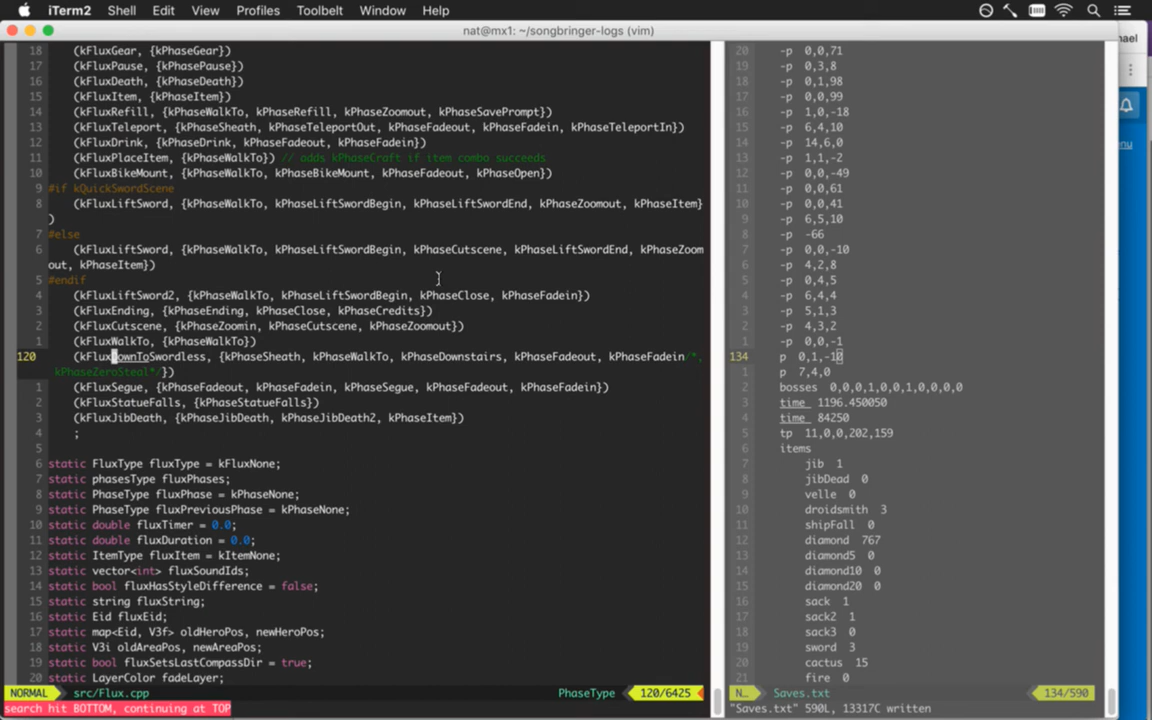 iTerm2 Shell Edit View Profiles Toolbelt Window Help
nat@mx1: ~/songbringer-logs (vim)
ael
18 (kFluxGear, {kPhaseGear})
17 (kFluxPause, {kPhasePause})
16 (kFluxDeath, {kPhaseDeath})
15 (kFluxItem, {kPhaseItem})
14 (kFluxRefill, {kPhaseWalkTo, kPhaseRefill, kPhaseZoomout, kPhaseSavePrompt})
13 (kFluxTeleport, {kPhaseSheath, kPhaseTeleportOut, kPhaseFadeout, kPhaseFadein, kPhaseTeleportIn})
12 (kFluxDrink, {kPhaseDrink, kPhaseFadeout, kPhaseFadein})
11 (kFluxPlaceItem, {kPhaseWalkTo}) // adds kPhaseCraft if item combo succeeds
10 (kFluxBikeMount, {kPhaseWalkTo, kPhaseBikeMount, kPhaseFadeout, kPhaseOpen})
9 #if kQuickSwordScene
8 (kFluxLiftSword, {kPhaseWalkTo, kPhaseLiftSwordBegin, kPhaseLiftSwordEnd, kPhaseZoomout, kPhaseItem}
)
7 #else
6 (kFluxLiftSword, {kPhaseWalkTo, kPhaseLiftSwordBegin, kPhaseCutscene, kPhaseLiftSwordEnd, kPhaseZoom
out, kPhaseItem})
5 #endif
4 (kFluxLiftSword2, {kPhaseWalkTo, kPhaseLiftSwordBegin, kPhaseClose, kPhaseFadein})
3 (kFluxEnding, {kPhaseEnding, kPhaseClose, kPhaseCredits})
2 (kFluxCutscene, {kPhaseZoomin, kPhaseCutscene, kPhaseZoomout})
1 (kFluxWalkTo, {kPhaseWalkTo})
120 (kFluxDownToSwordless, {kPhaseSheath, kPhaseWalkTo, kPhaseDownstairs, kPhaseFadeout, kPhaseFadein/*,
kPhaseZeroSteal*/})
1 (kFluxSegue, {kPhaseFadeout, kPhaseFadein, kPhaseSegue, kPhaseFadeout, kPhaseFadein})
2 (kFluxStatueFalls, {kPhaseStatueFalls})
3 (kFluxJibDeath, {kPhaseJibDeath, kPhaseJibDeath2, kPhaseItem})
4 ;
5
6 static FluxType fluxType = kFluxNone;
7 static phasesType fluxPhases;
8 static PhaseType fluxPhase = kPhaseNone;
9 static PhaseType fluxPreviousPhase = kPhaseNone;
10 static double fluxTimer = 0.0;
11 static double fluxDuration = 0.0;
12 static ItemType fluxItem = kItemNone;
13 static vector<int> fluxSoundIds;
14 static bool fluxHasStyleDifference = false;
15 static string fluxString;
16 static Eid fluxEid;
17 static map<Eid, V3f> oldHeroPos, newHeroPos;
18 static V3i oldAreaPos, newAreaPos;
19 static bool fluxSetsLastCompassDir = true;
20 static LayerColor fadeLayer;
NORMAL src/Flux.cpp PhaseType 120/6425
search hit BOTTOM, continuing at TOP
20 -p 0,0,71
19 -p 0,3,8
18 -p 0,1,98
17 -p 0,0,99
16 -p 1,0,-18
15 -p 6,4,10
14 -p 14,6,0
13 -p 1,1,-2
12 -p 0,0,-49
11 -p 0,0,61
10 -p 0,0,41
9 -p 6,5,10
8 -p -66
7 -p 0,0,-10
6 -p 4,2,8
5 -p 0,4,5
4 -p 6,4,4
3 -p 5,1,3
2 -p 4,3,2
1 -p 0,0,-1
134 p 0,1,-10
1 p 7,4,0
2 bosses 0,0,0,1,0,0,1,0,0,0,0
3 time_ 1196.450050
4 time_ 84250
5 tp 11,0,0,202,159
6 items
7 jib 1
8 jibDead 0
9 velle 0
10 droidsmith 3
11 shipFall 0
12 diamond 767
13 diamond5 0
14 diamond10 0
15 diamond20 0
16 sack 1
17 sack2 1
18 sack3 0
19 sword 3
20 cactus 15
21 fire 0
N... Saves.txt 134/590
"Saves.txt" 590L, 13317C written
enu